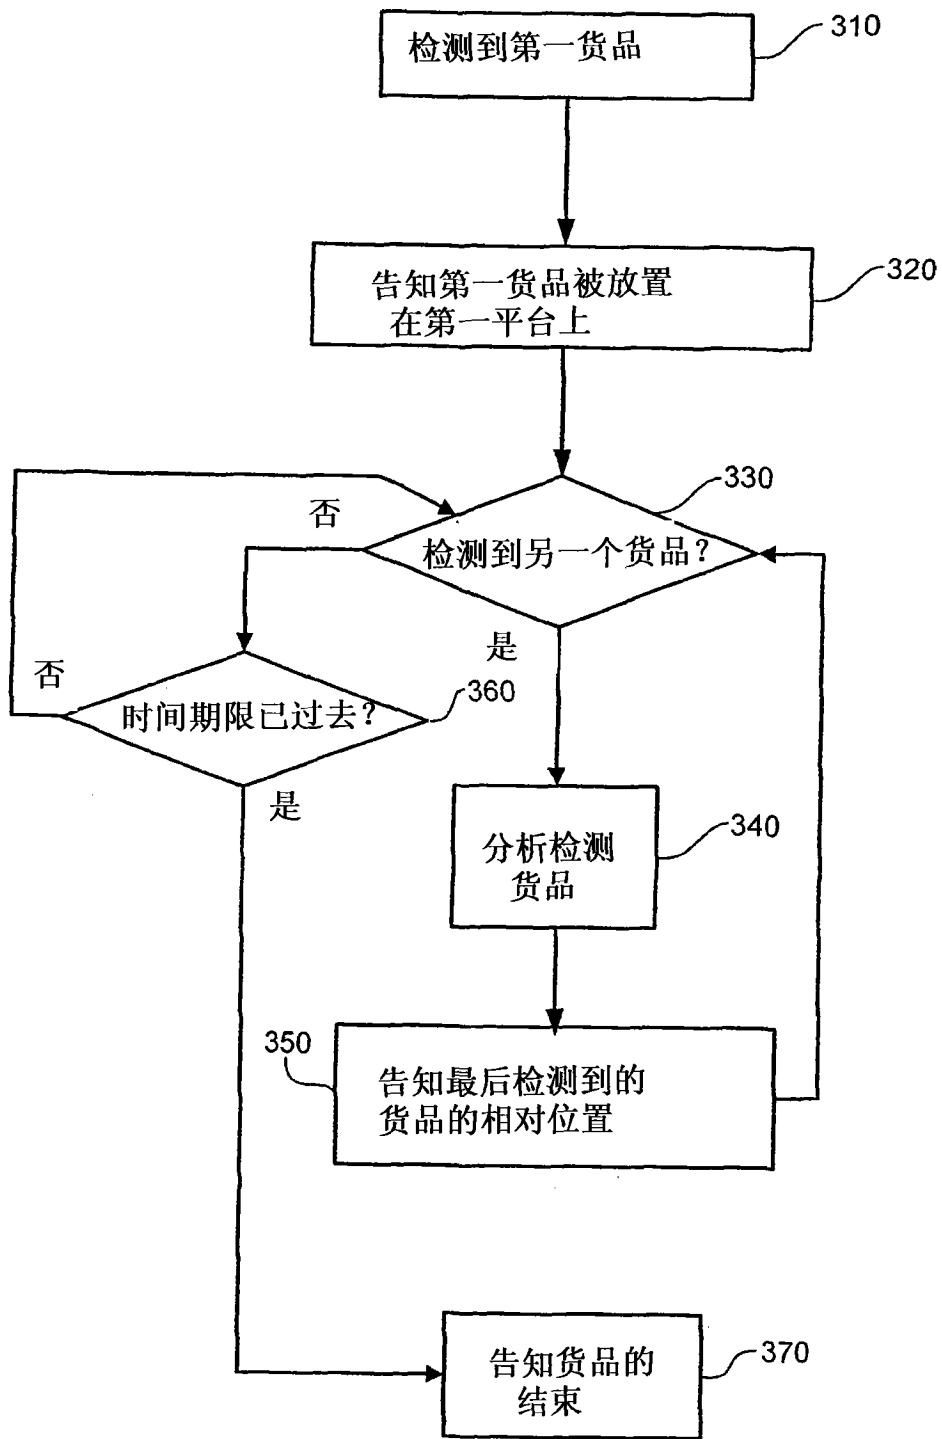 检测到第一货品
310
告知第一货品被放置
在第一平台上
320
330
否
检测到另一个货品？
是
否
时间期限已过去？
360
是
分析检测
货品
340
350
告知最后检测到的
货品的相对位置
告知货品的
结束
370